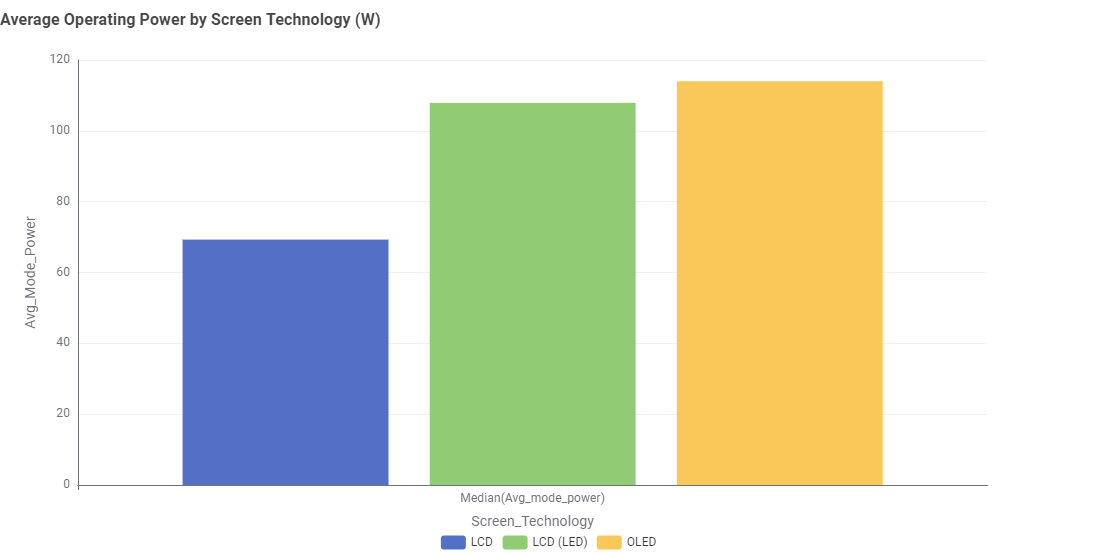 Average Operating Power by Screen Technology (W)
120
100
80
60
40
20
0
Avg_Mode_Power
Median(Avg_mode_power)
Screen_Technology
LCD LCD (LED) OLED